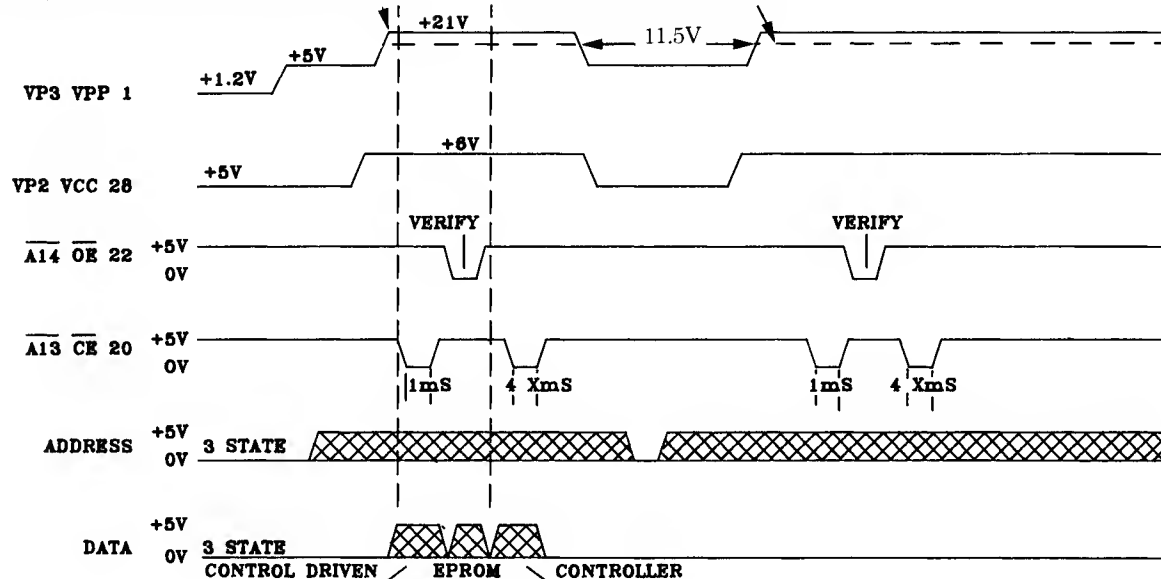 +21V
11.5V
+5V
+1.2V
VP3 VPP 1
+6V
+5V
VP2 VCC 28
VERIFY VERIFY
A14 OE 22 +5V
0V
A13 CE 20 +5V
0V
1mS 4 XmS 1mS 4 XmS
ADDRESS +5V 3 STATE
0V
DATA +5V 3 STATE
0V
CONTROL DRIVEN EPROM CONTROLLER